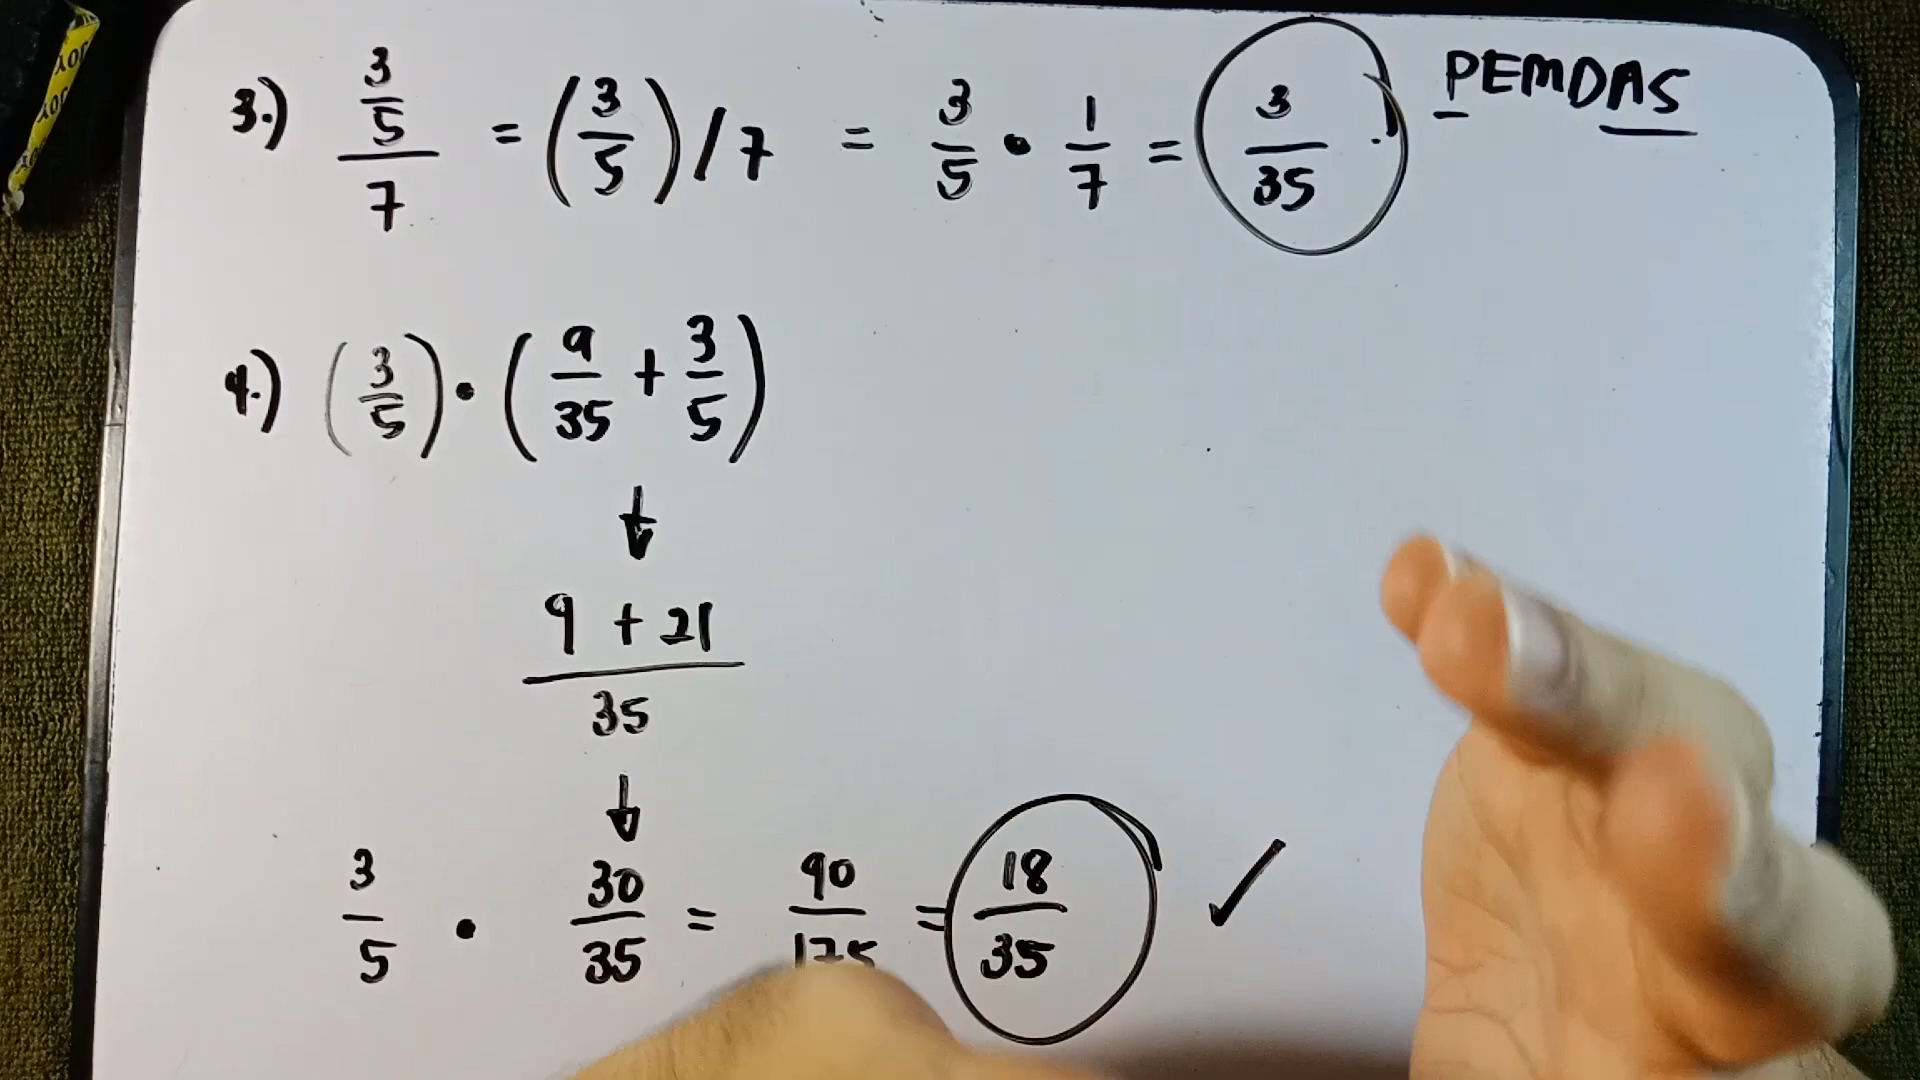 PEMDAS
3.) 3/5 / 7 = (3/5) / 7 = 3/5 • 1/7 = 3/35
4.) (3/5) • (9/35 + 3/5)
↓
9 + 21
35
↓
3/5 • 30/35 = 90/175 = 18/35 ✓